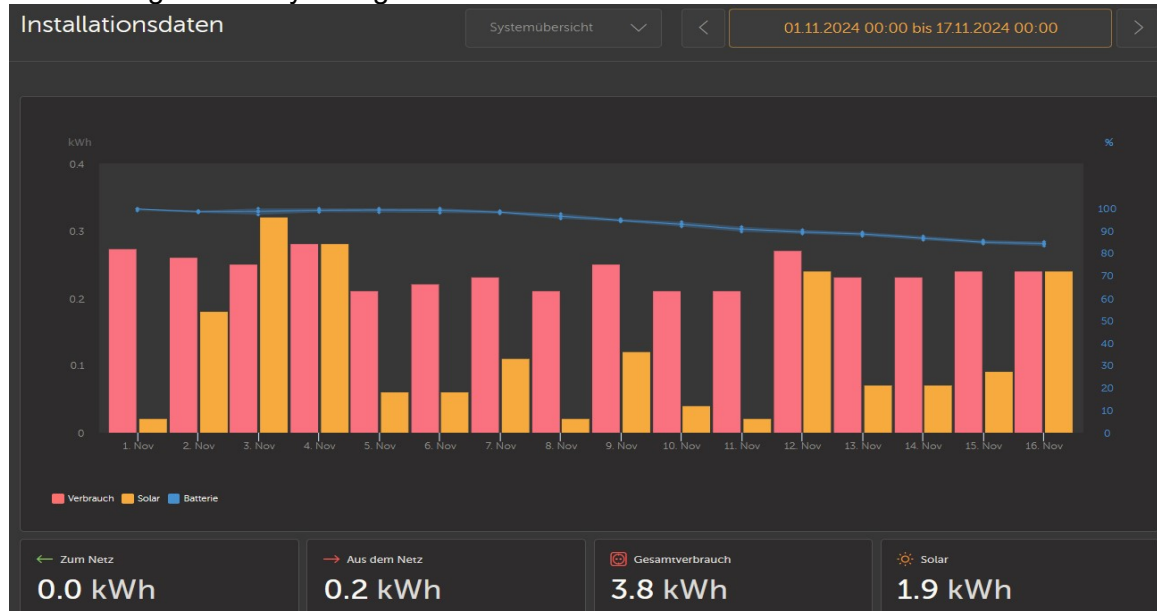 Installationsdaten
Systemübersicht
01.11.2024 00:00 bis 17.11.2024 00:00
kWh
%
0.4
0.3
0.2
0.1
0
100
90
80
70
60
50
40
30
20
10
0
1. Nov 2. Nov 3. Nov 4. Nov 5. Nov 6. Nov 7. Nov 8. Nov 9. Nov 10. Nov 11. Nov 12. Nov 13. Nov 14. Nov 15. Nov 16. Nov
Verbrauch Solar Batterie
Zum Netz
0.0 kWh
Aus dem Netz
0.2 kWh
Gesamtverbrauch
3.8 kWh
Solar
1.9 kWh